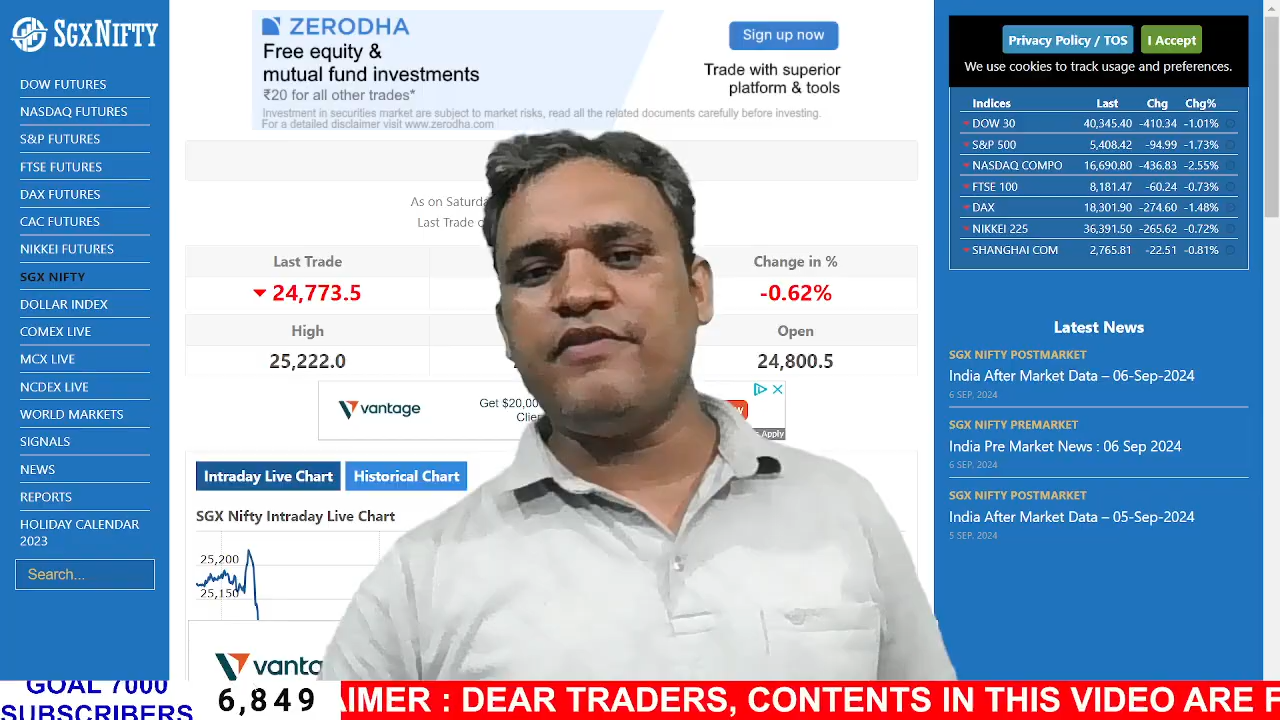 SGXNIFTY
DOW FUTURES
NASDAQ FUTURES
S&P FUTURES
FTSE FUTURES
DAX FUTURES
CAC FUTURES
NIKKEI FUTURES
SGX NIFTY
DOLLAR INDEX
COMEX LIVE
MCX LIVE
NCDEX LIVE
WORLD MARKETS
SIGNALS
NEWS
REPORTS
HOLIDAY CALENDAR
2023
Search...
ZERODHA
Free equity &
mutual fund investments
₹20 for all other trades*
Sign up now
Trade with superior
platform & tools
Investment in securities market are subject to market risks, read all the related documents carefully before investing.
For a detailed disclaimer visit www.zerodha.com
As on
Last Trade
Last Trade
24,773.5
Change in %
-0.62%
High
25,222.0
Open
24,800.5
vantage
Get
Apply
Intraday Live Chart
Historical Chart
SGX Nifty Intraday Live Chart
25,200
25,150
Privacy Policy / TOS
I Accept
We use cookies to track usage and preferences.
Indices Last Chg Chg%
DOW 30 40,345.40 -410.34 -1.01%
S&P 500 5,408.42 -94.99 -1.73%
NASDAQ COMPO 16,690.80 -436.83 -2.55%
FTSE 100 8,181.47 -60.24 -0.73%
DAX 18,301.90 -274.60 -1.48%
NIKKEI 225 36,391.50 -265.62 -0.72%
SHANGHAI COM 2,765.81 -22.51 -0.81%
Latest News
SGX NIFTY POSTMARKET
India After Market Data – 06-Sep-2024
6 SEP, 2024
SGX NIFTY PREMARKET
India Pre Market News : 06 Sep 2024
6 SEP, 2024
SGX NIFTY POSTMARKET
India After Market Data – 05-Sep-2024
5 SEP, 2024
GOAL 7000
SUBSCRIBERS
6,849
AIMER : DEAR TRADERS, CONTENTS IN THIS VIDEO ARE